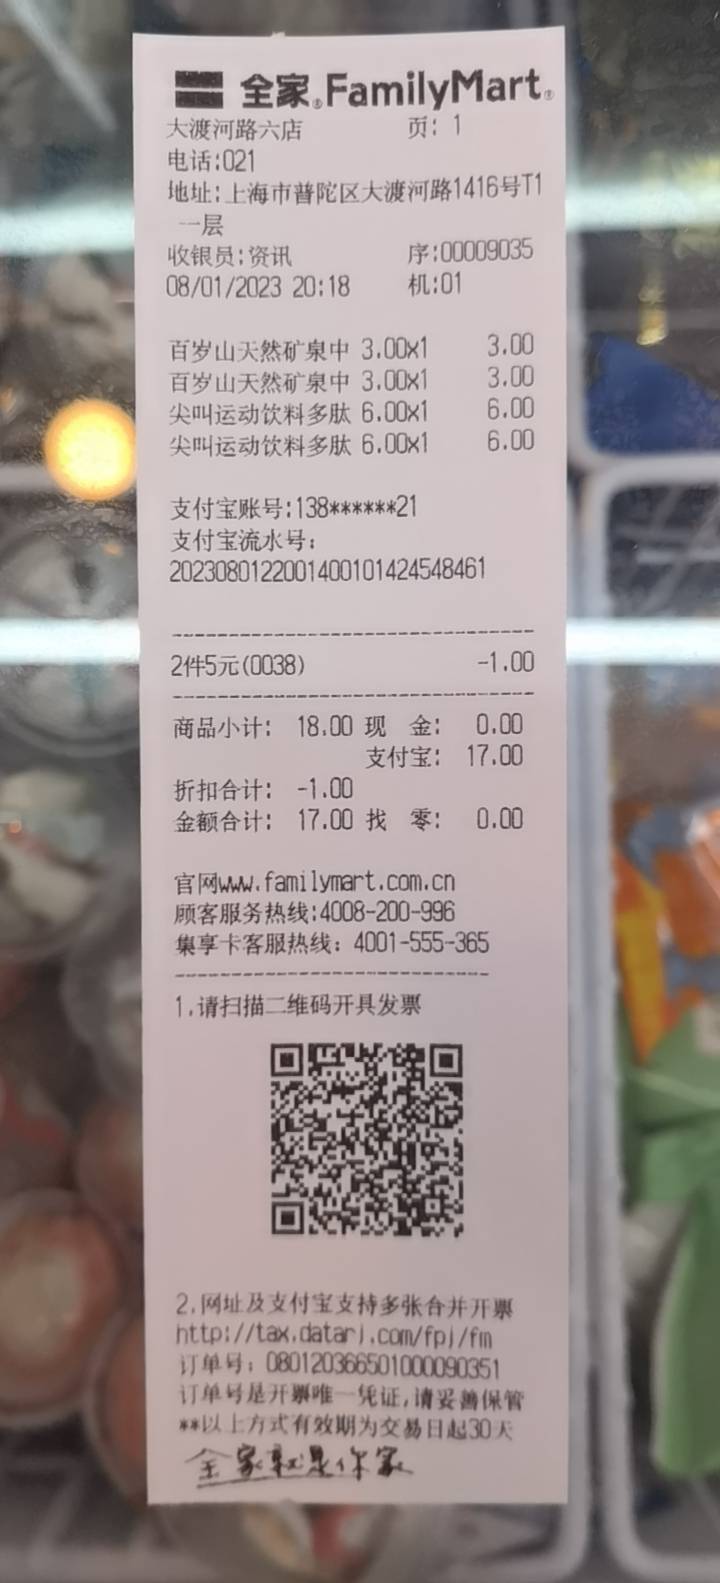 全家® FamilyMart®
大渡河路六店 页: 1
电话:021
地址:上海市普陀区大渡河路1416号T1
一层
收银员:资讯 序:00009035
08/01/2023 20:18 机:01
百岁山天然矿泉中 3.00x1 3.00
百岁山天然矿泉中 3.00x1 3.00
尖叫运动饮料多肽 6.00x1 6.00
尖叫运动饮料多肽 6.00x1 6.00
支付宝账号:138******21
支付宝流水号:
2023080122001400101424548461
2件5元(0038) -1.00
商品小计: 18.00 现 金: 0.00
支付宝: 17.00
折扣合计: -1.00
金额合计: 17.00 找 零: 0.00
官网www.familymart.com.cn
顾客服务热线:4008-200-996
集享卡客服热线: 4001-555-365
1.请扫描二维码开具发票
2.网址及支付宝支持多张合并开票
http://tax.datarj.com/fpj/fm
订单号: 080120366501000090351
订单号是开票唯一凭证,请妥善保管
**以上方式有效期为交易日起30天
全家就是你家